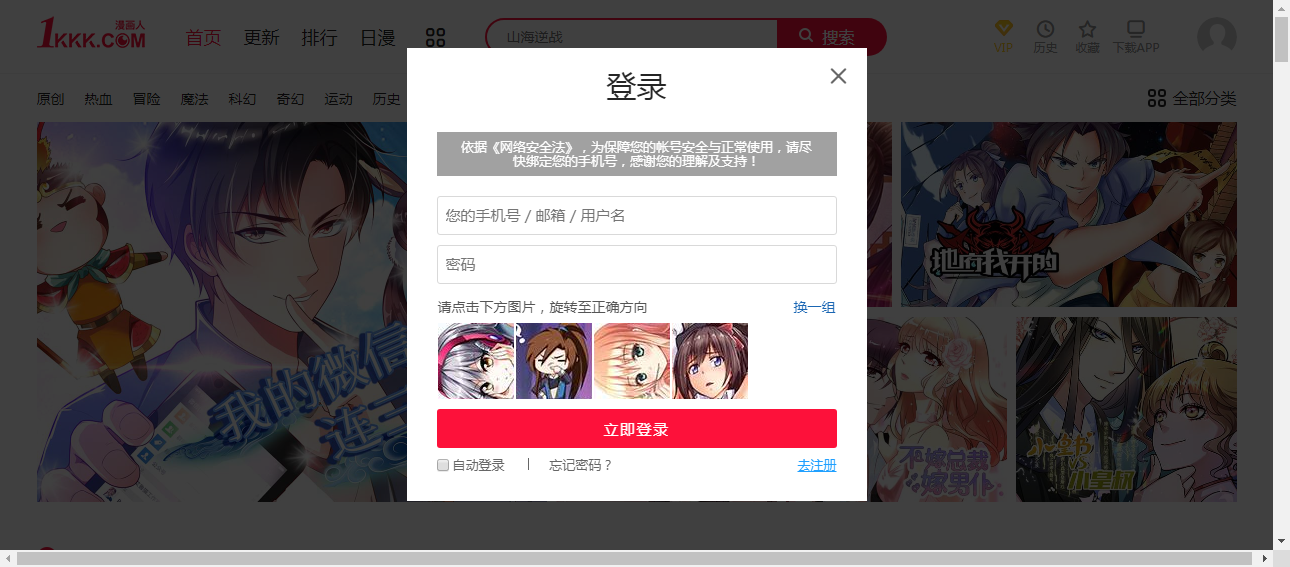 漫画人
1KKK.COM
首页 更新 排行 日漫
山海逆战
搜索
VIP 历史 收藏 下载APP
原创 热血 冒险 魔法 科幻 奇幻 运动 历史
全部分类
登录
依据《网络安全法》，为保障您的帐号安全与正常使用，请尽
快绑定您的手机号，感谢您的理解及支持！
您的手机号 / 邮箱 / 用户名
密码
请点击下方图片，旋转至正确方向 换一组
立即登录
自动登录 | 忘记密码？ 去注册
地府我开的
我的微信
连三
不嫁总裁
嫁男仆